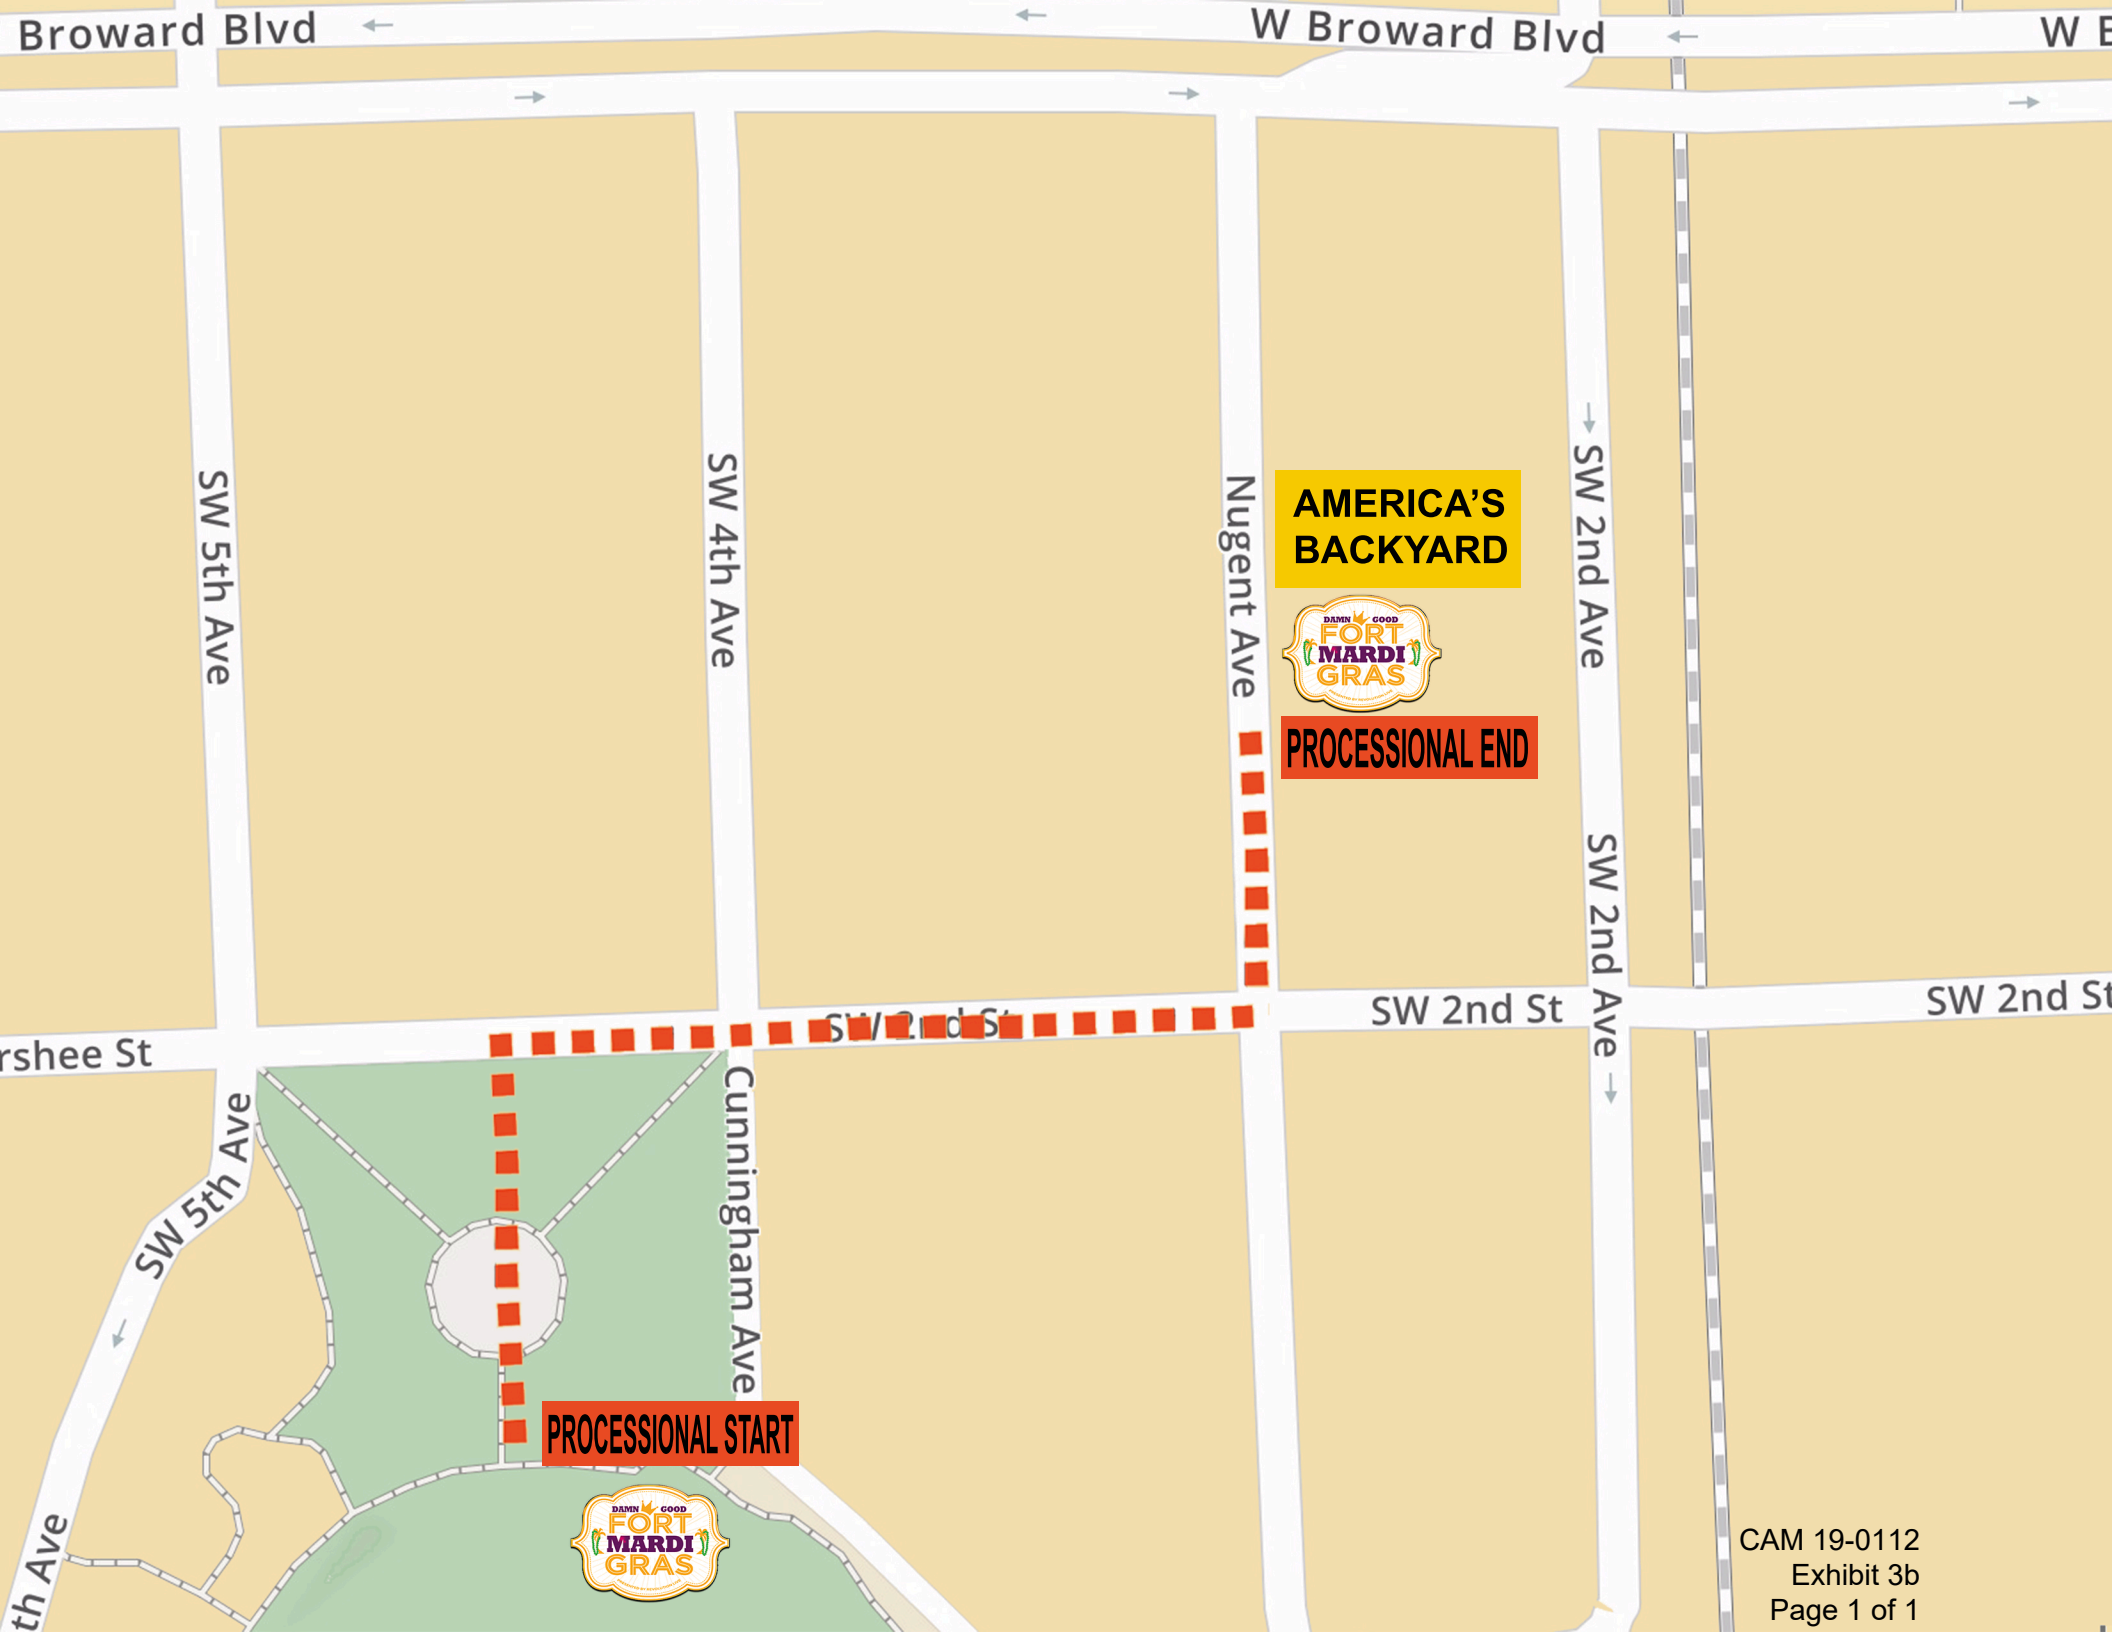 Broward Blvd
W Broward Blvd
W B
SW 5th Ave
SW 4th Ave
Nugent Ave
AMERICA’S
BACKYARD
SW 2nd Ave
DAMN GOOD
FORT
MARDI
GRAS
PROCESSIONAL END
SW 2nd Ave
rshee St
SW 2nd St
SW 2nd St
SW 2nd St
SW 5th Ave
Cunningham Ave
PROCESSIONAL START
DAMN GOOD
FORT
MARDI
GRAS
th Ave
CAM 19-0112
Exhibit 3b
Page 1 of 1